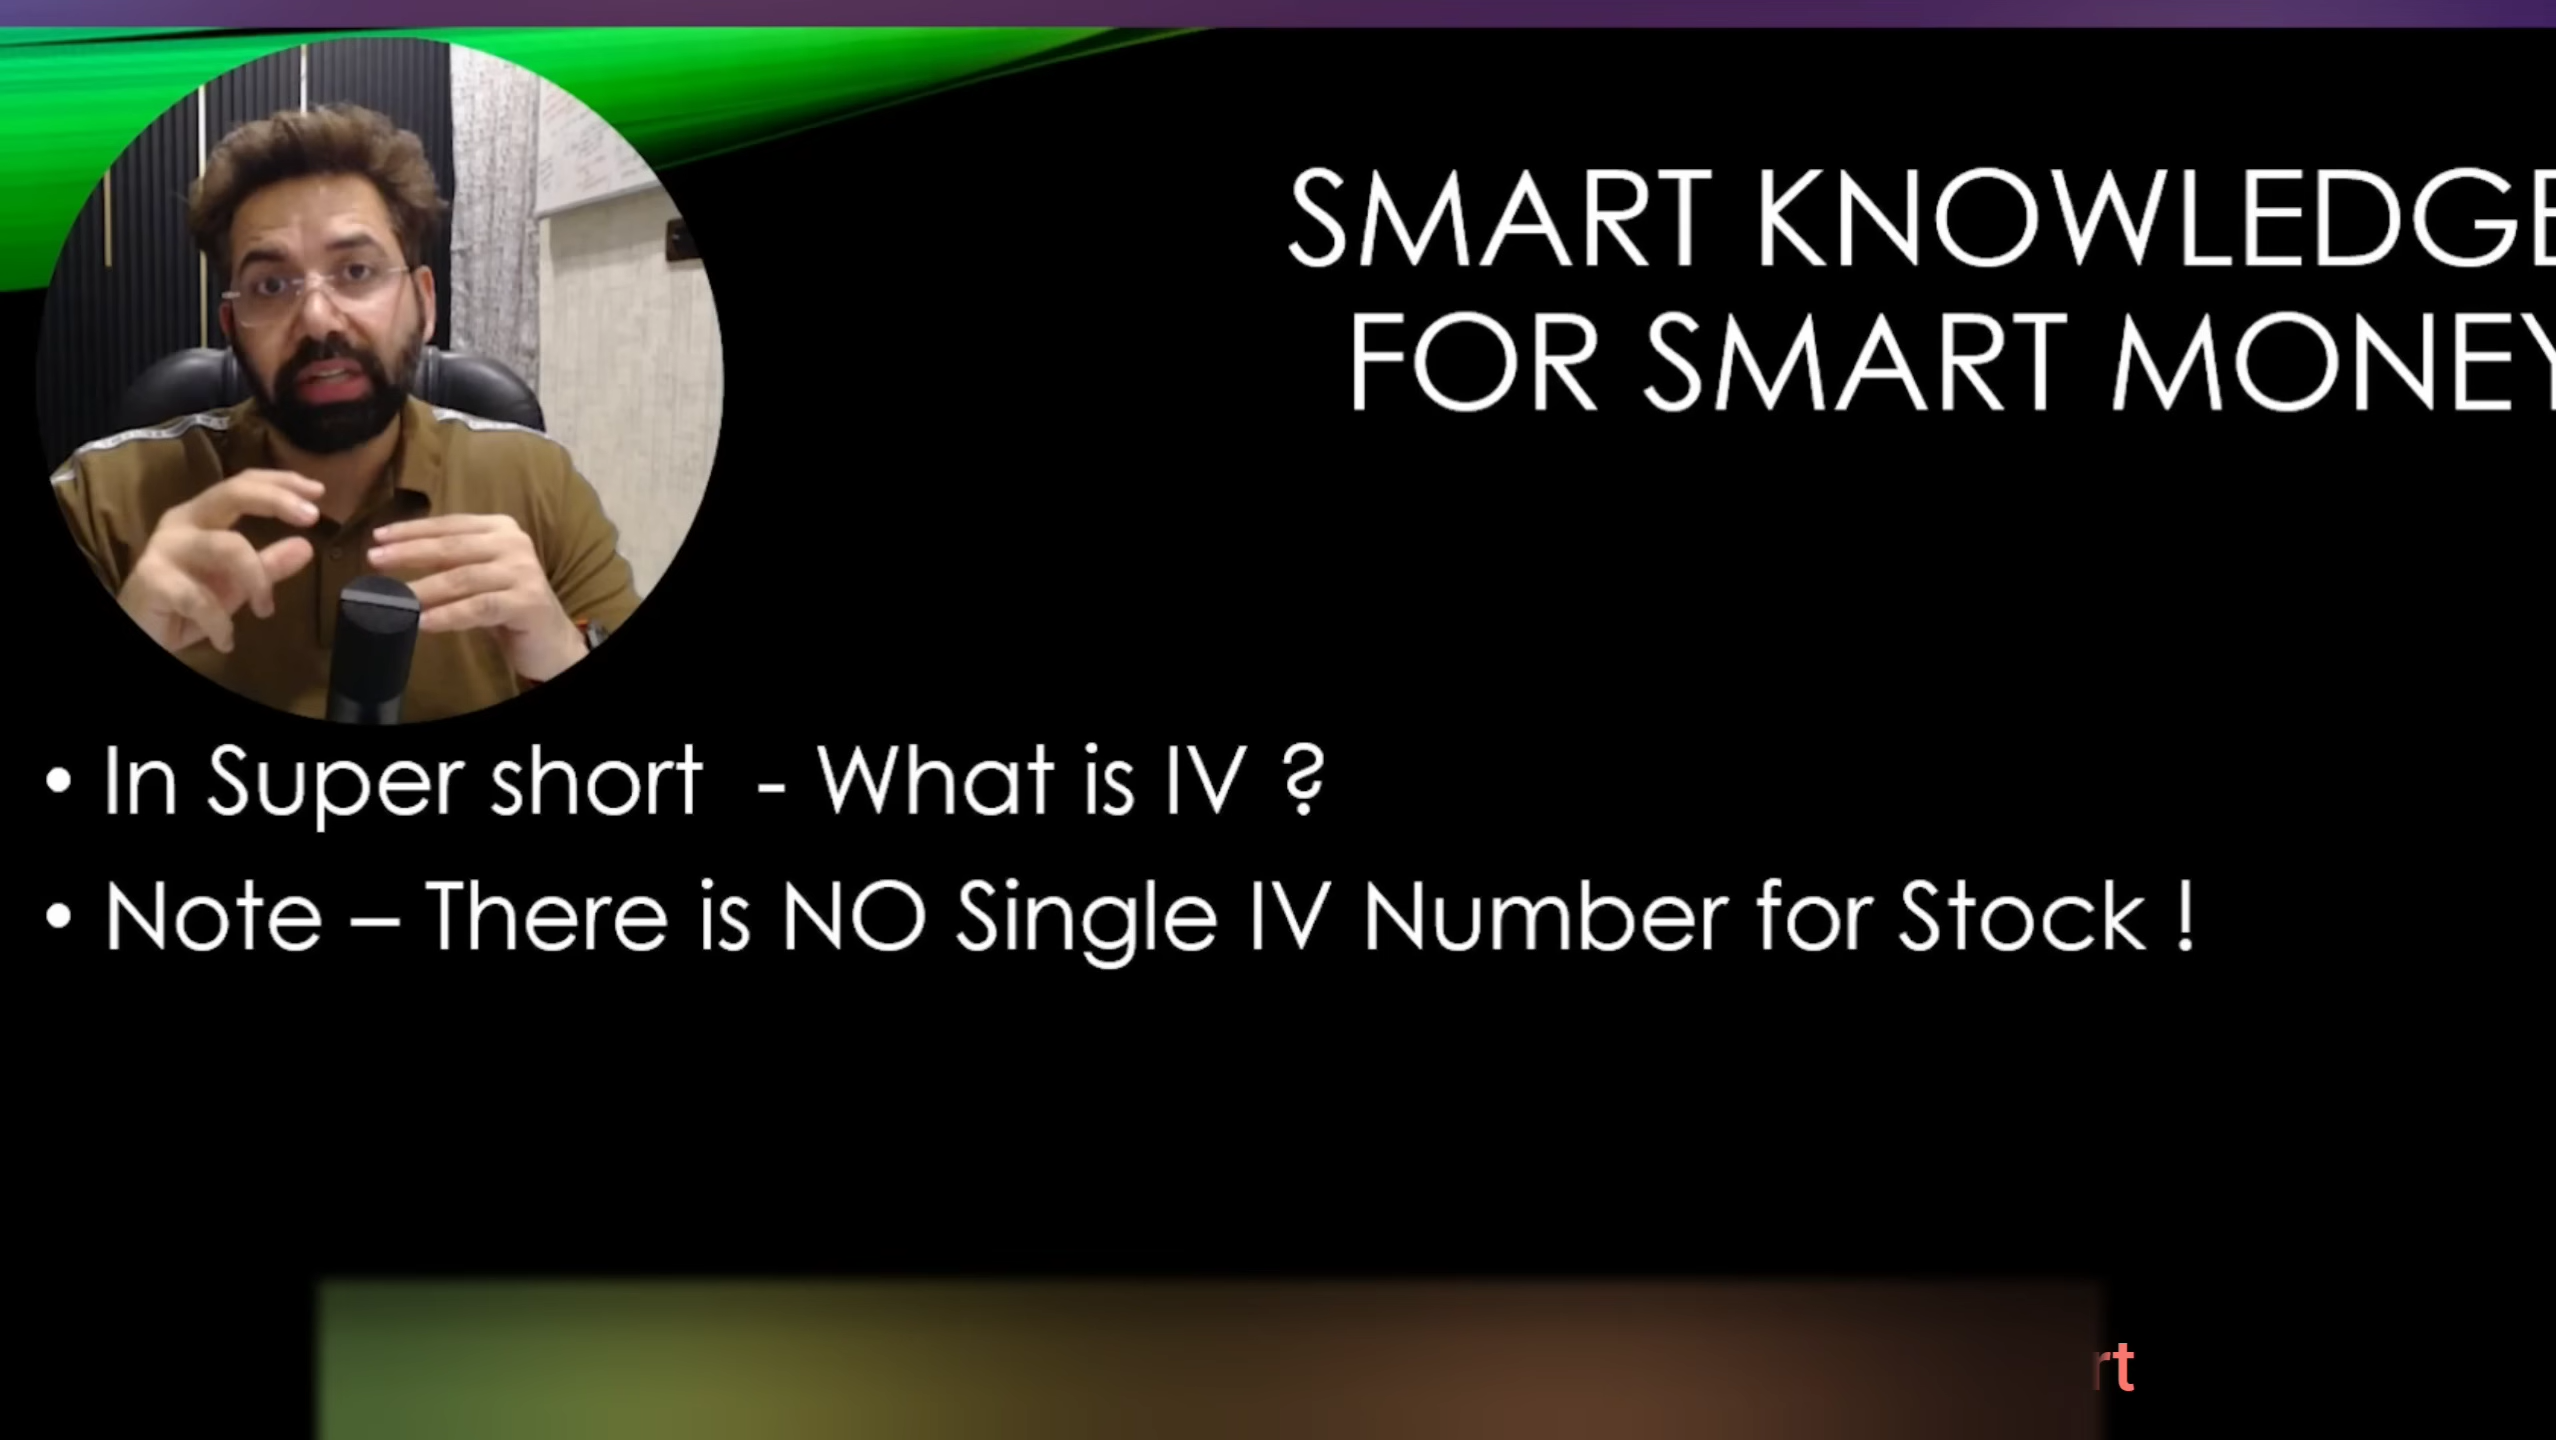 SMART KNOWLEDGE
FOR SMART MONEY
• In Super short - What is IV ?
• Note – There is NO Single IV Number for Stock !
rt